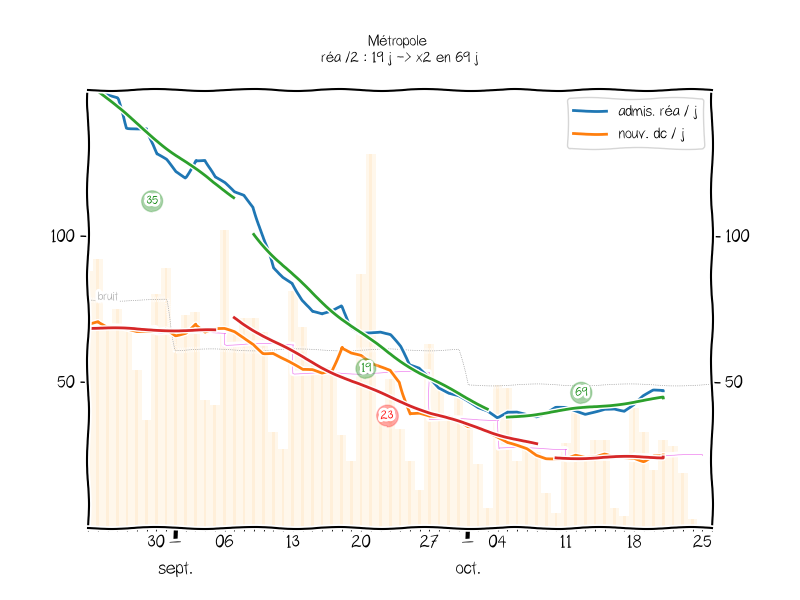 Métropole
réa /2 : 19 j -> x2 en 69 j
admis. réa / j
nouv. dc / j
35
100
100
bruit
19
50
69
50
23
30
06
13
20
27
04
11
18
25
sept.
oct.